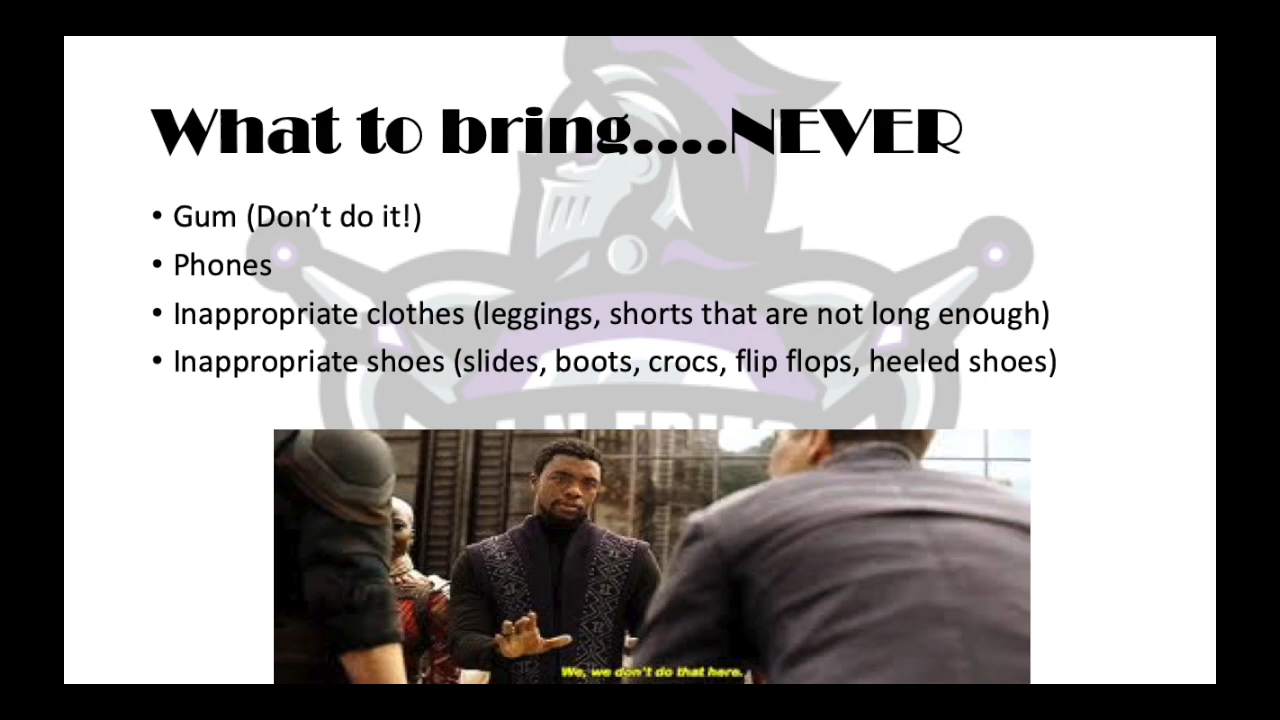 What to bring....NEVER
• Gum (Don’t do it!)
• Phones
• Inappropriate clothes (leggings, shorts that are not long enough)
• Inappropriate shoes (slides, boots, crocs, flip flops, heeled shoes)
We, we don't do that here.